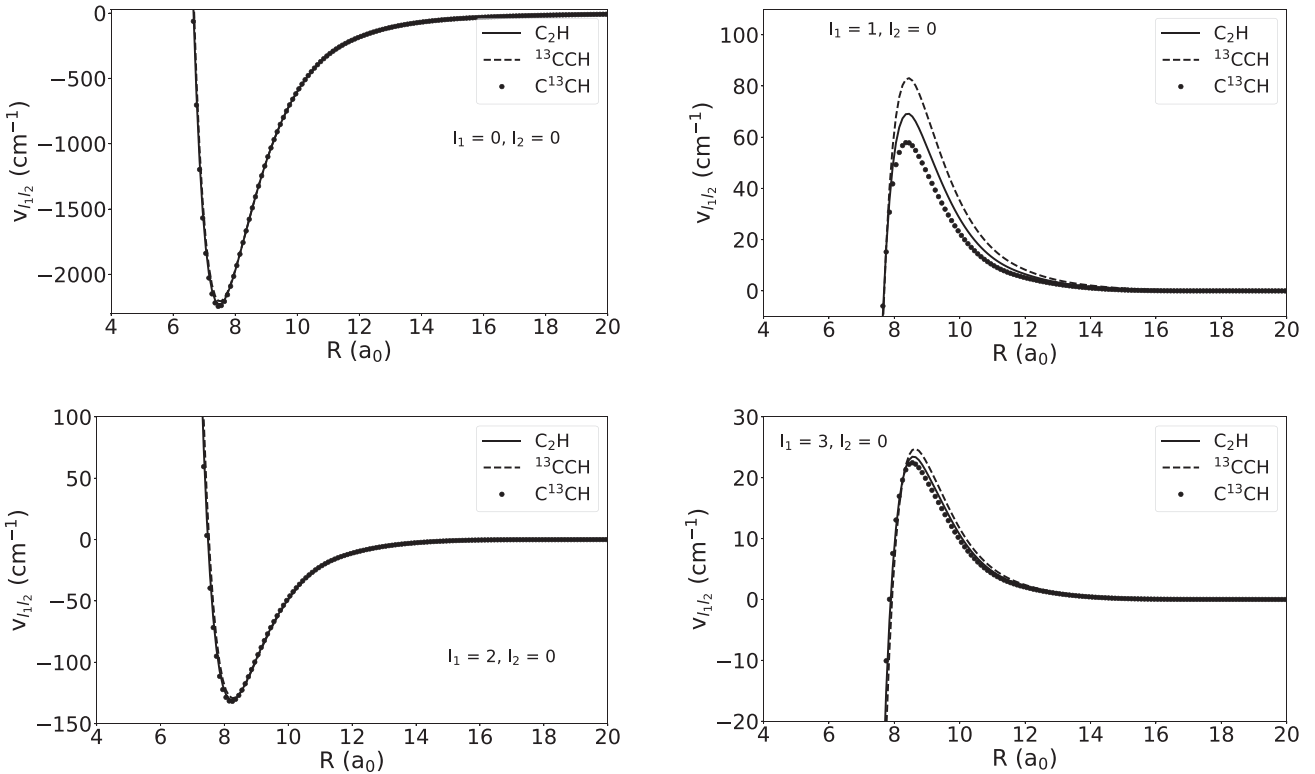 0
−500
−1000
−1500
−2000
v_{l₁l₂} (cm⁻¹)
C₂H
¹³CCH
C¹³CH
l₁ = 0, l₂ = 0
4 6 8 10 12 14 16 18 20
R (a₀)
100
80
60
40
20
0
v_{l₁l₂} (cm⁻¹)
l₁ = 1, l₂ = 0
C₂H
¹³CCH
C¹³CH
4 6 8 10 12 14 16 18 20
R (a₀)
100
50
0
−50
−100
−150
v_{l₁l₂} (cm⁻¹)
C₂H
¹³CCH
C¹³CH
l₁ = 2, l₂ = 0
4 6 8 10 12 14 16 18 20
R (a₀)
30
20
10
0
−10
−20
v_{l₁l₂} (cm⁻¹)
l₁ = 3, l₂ = 0
C₂H
¹³CCH
C¹³CH
4 6 8 10 12 14 16 18 20
R (a₀)